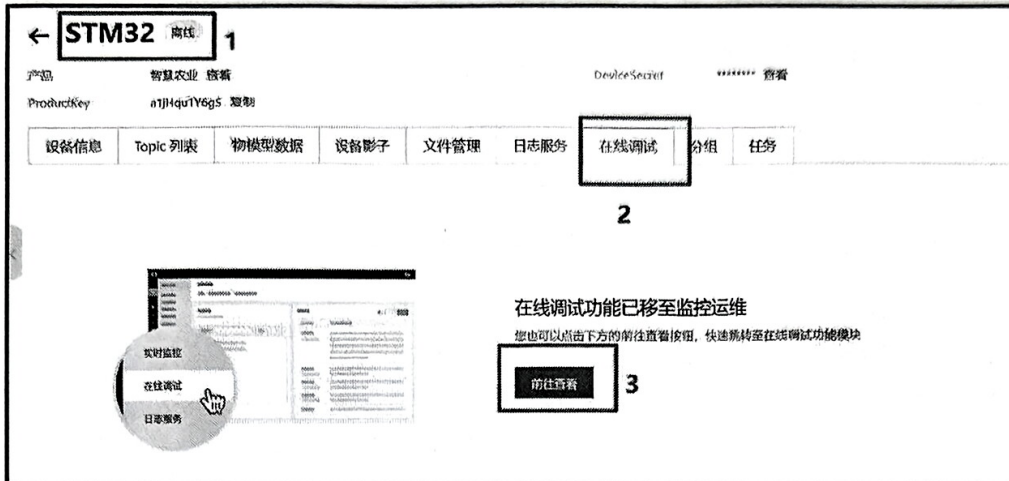 ← STM32 离线 1
产品 智慧农业 查看 DeviceSecret ******** 查看
ProductKey a1jHqu1Y6gS 复制
设备信息 Topic 列表 物模型数据 设备影子 文件管理 日志服务 在线调试 分组 任务
2
在线调试功能已移至监控运维
您也可以点击下方的前往查看按钮，快速跳转至在线调试功能模块
实时监控
在线调试
前往查看 3
日志服务